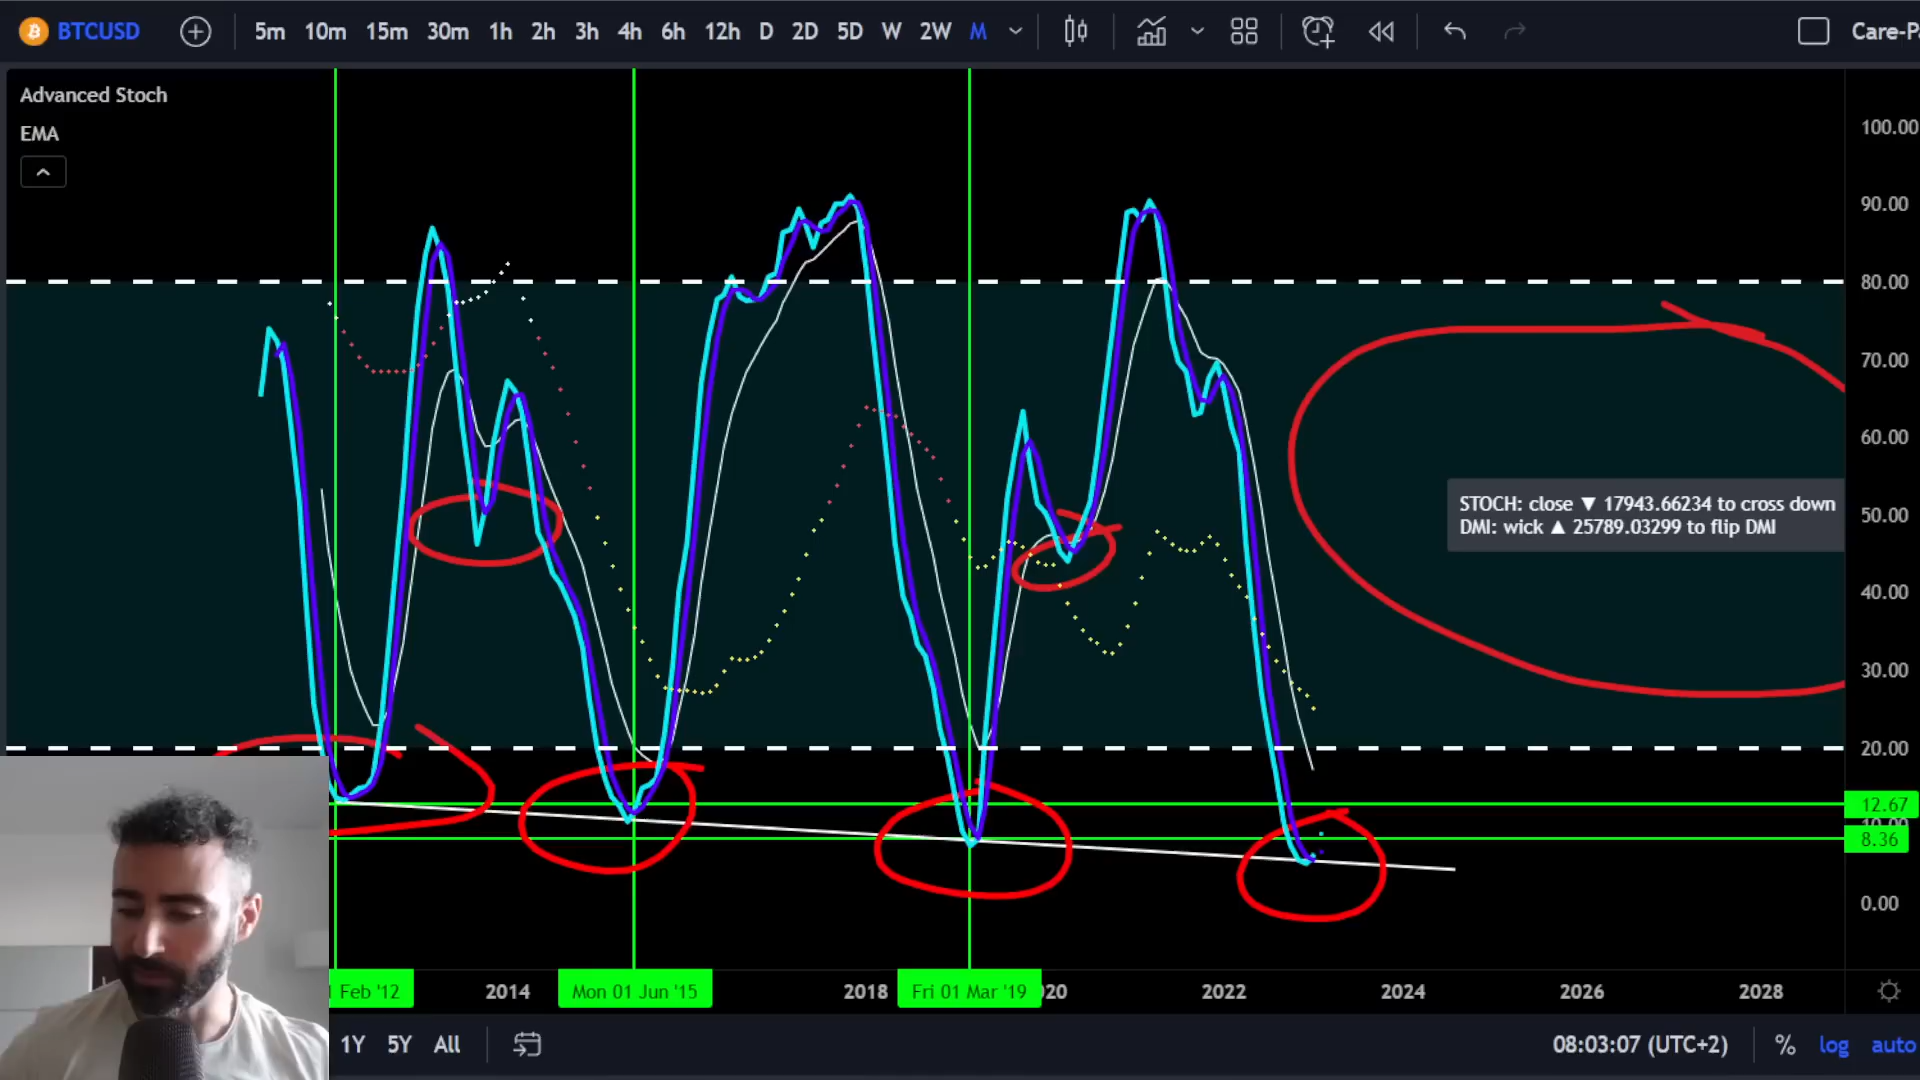 BTCUSD 5m 10m 15m 30m 1h 2h 3h 4h 6h 12h D 2D 5D W 2W M Care-P
Advanced Stoch
EMA
100.00
90.00
80.00
70.00
60.00
STOCH: close ▼ 17943.66234 to cross down
DMI: wick ▲ 25789.03299 to flip DMI
50.00
40.00
30.00
20.00
12.67
8.36
0.00
Feb '12 2014 Mon 01 Jun '15 2018 Fri 01 Mar '19 20 2022 2024 2026 2028
1Y 5Y All 08:03:07 (UTC+2) % log auto